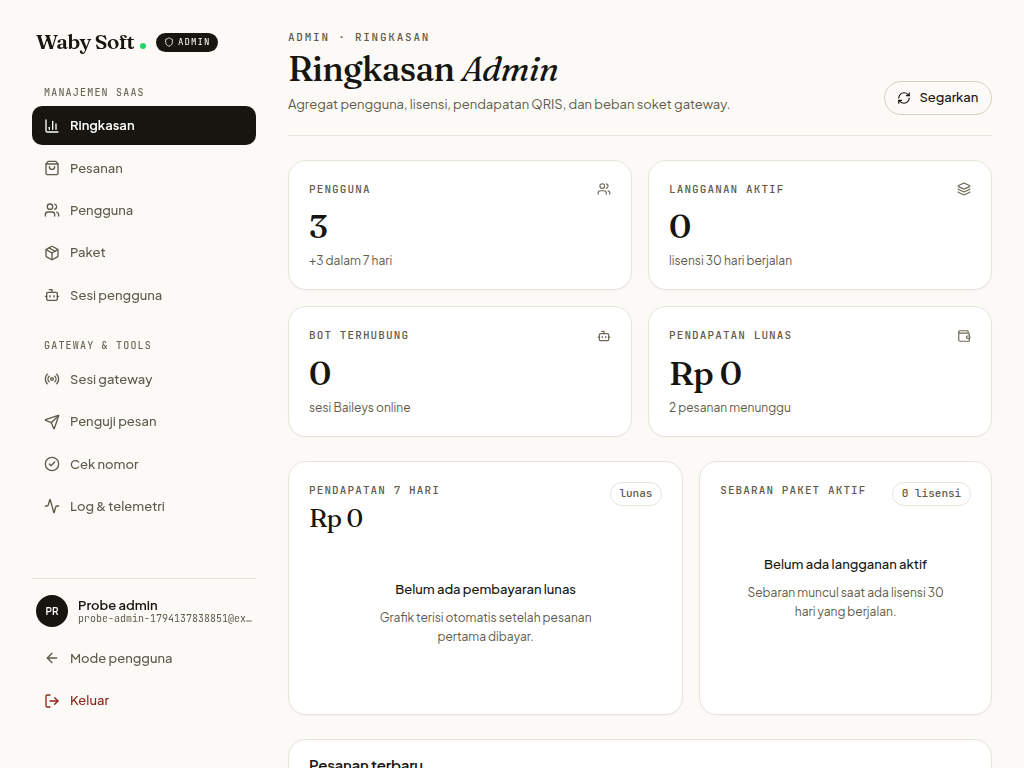 Waby Soft
ADMIN
MANAJEMEN SAAS
Ringkasan
Pesanan
Pengguna
Paket
Sesi pengguna
GATEWAY & TOOLS
Sesi gateway
Penguji pesan
Cek nomor
Log & telemetri
PR
Probe admin
probe-admin-1794137838851@ex…
Mode pengguna
Keluar
ADMIN · RINGKASAN
Ringkasan Admin
Agregat pengguna, lisensi, pendapatan QRIS, dan beban soket gateway.
Segarkan
PENGGUNA
3
+3 dalam 7 hari
LANGGANAN AKTIF
0
lisensi 30 hari berjalan
BOT TERHUBUNG
0
sesi Baileys online
PENDAPATAN LUNAS
Rp 0
2 pesanan menunggu
PENDAPATAN 7 HARI
Rp 0
lunas
Belum ada pembayaran lunas
Grafik terisi otomatis setelah pesanan
pertama dibayar.
SEBARAN PAKET AKTIF
0 lisensi
Belum ada langganan aktif
Sebaran muncul saat ada lisensi 30
hari yang berjalan.
Pesanan terbaru